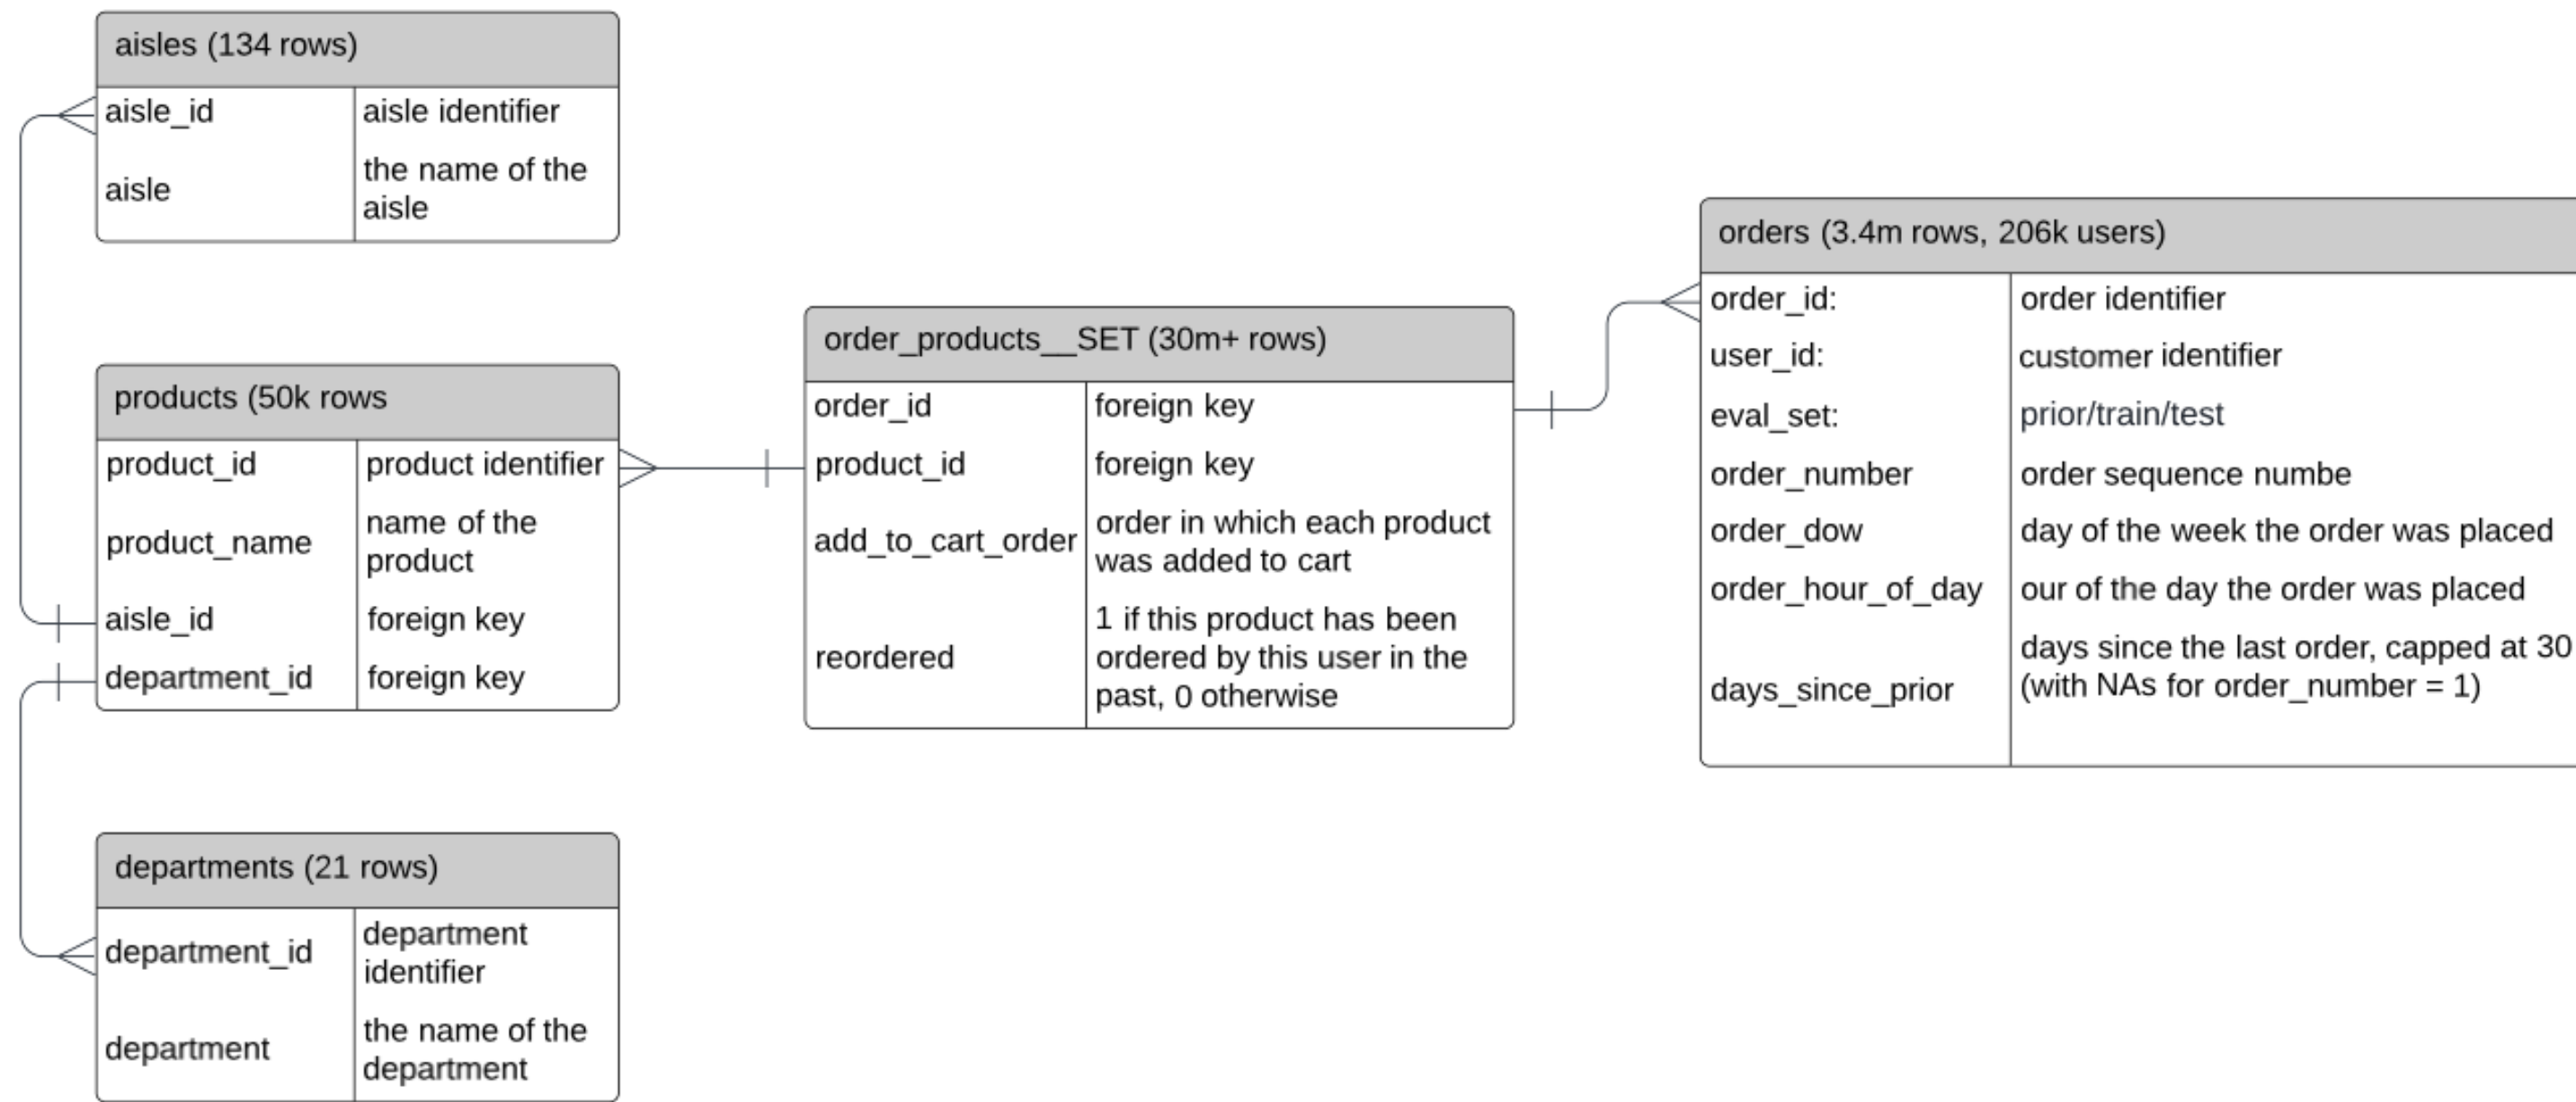 aisles (134 rows)
aisle_id aisle identifier
aisle the name of the
aisle
products (50k rows
product_id product identifier
product_name name of the
product
aisle_id foreign key
department_id foreign key
departments (21 rows)
department_id department
identifier
department the name of the
department
order_products__SET (30m+ rows)
order_id foreign key
product_id foreign key
add_to_cart_order order in which each product
was added to cart
reordered 1 if this product has been
ordered by this user in the
past, 0 otherwise
orders (3.4m rows, 206k users)
order_id: order identifier
user_id: customer identifier
eval_set: prior/train/test
order_number order sequence numbe
order_dow day of the week the order was placed
order_hour_of_day our of the day the order was placed
days_since_prior days since the last order, capped at 30
(with NAs for order_number = 1)